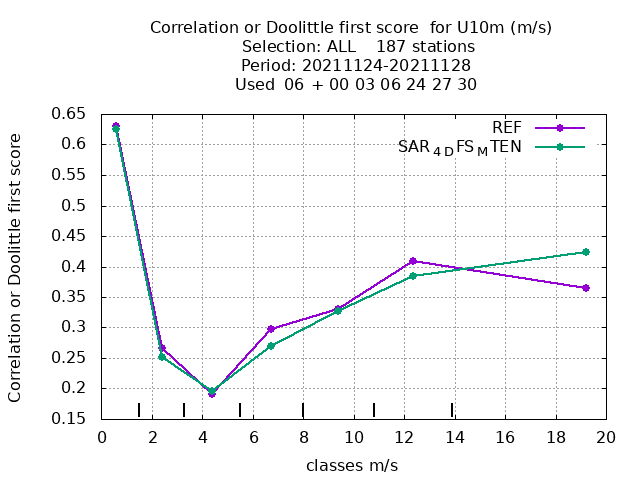 Correlation or Doolittle first score  for U10m (m/s)
Selection: ALL    187 stations
Period: 20211124-20211128
Used  06  + 00 03 06 24 27 30
Correlation or Doolittle first score
0.65
0.6
0.55
0.5
0.45
0.4
0.35
0.3
0.25
0.2
0.15
REF
SAR4DFSMTEN
0 2 4 6 8 10 12 14 16 18 20
classes m/s